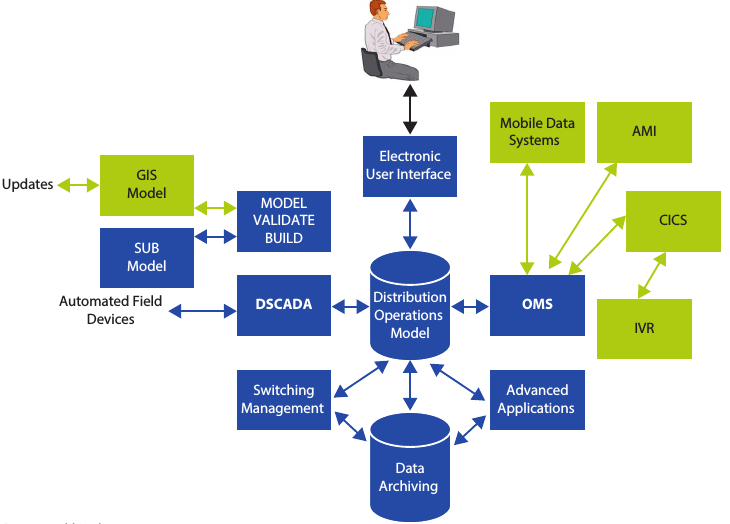 Electronic
User Interface
Mobile Data
Systems
AMI
Updates
GIS
Model
MODEL
VALIDATE
BUILD
CICS
SUB
Model
Automated Field
Devices
DSCADA
Distribution
Operations
Model
OMS
IVR
Switching
Management
Advanced
Applications
Data
Archiving